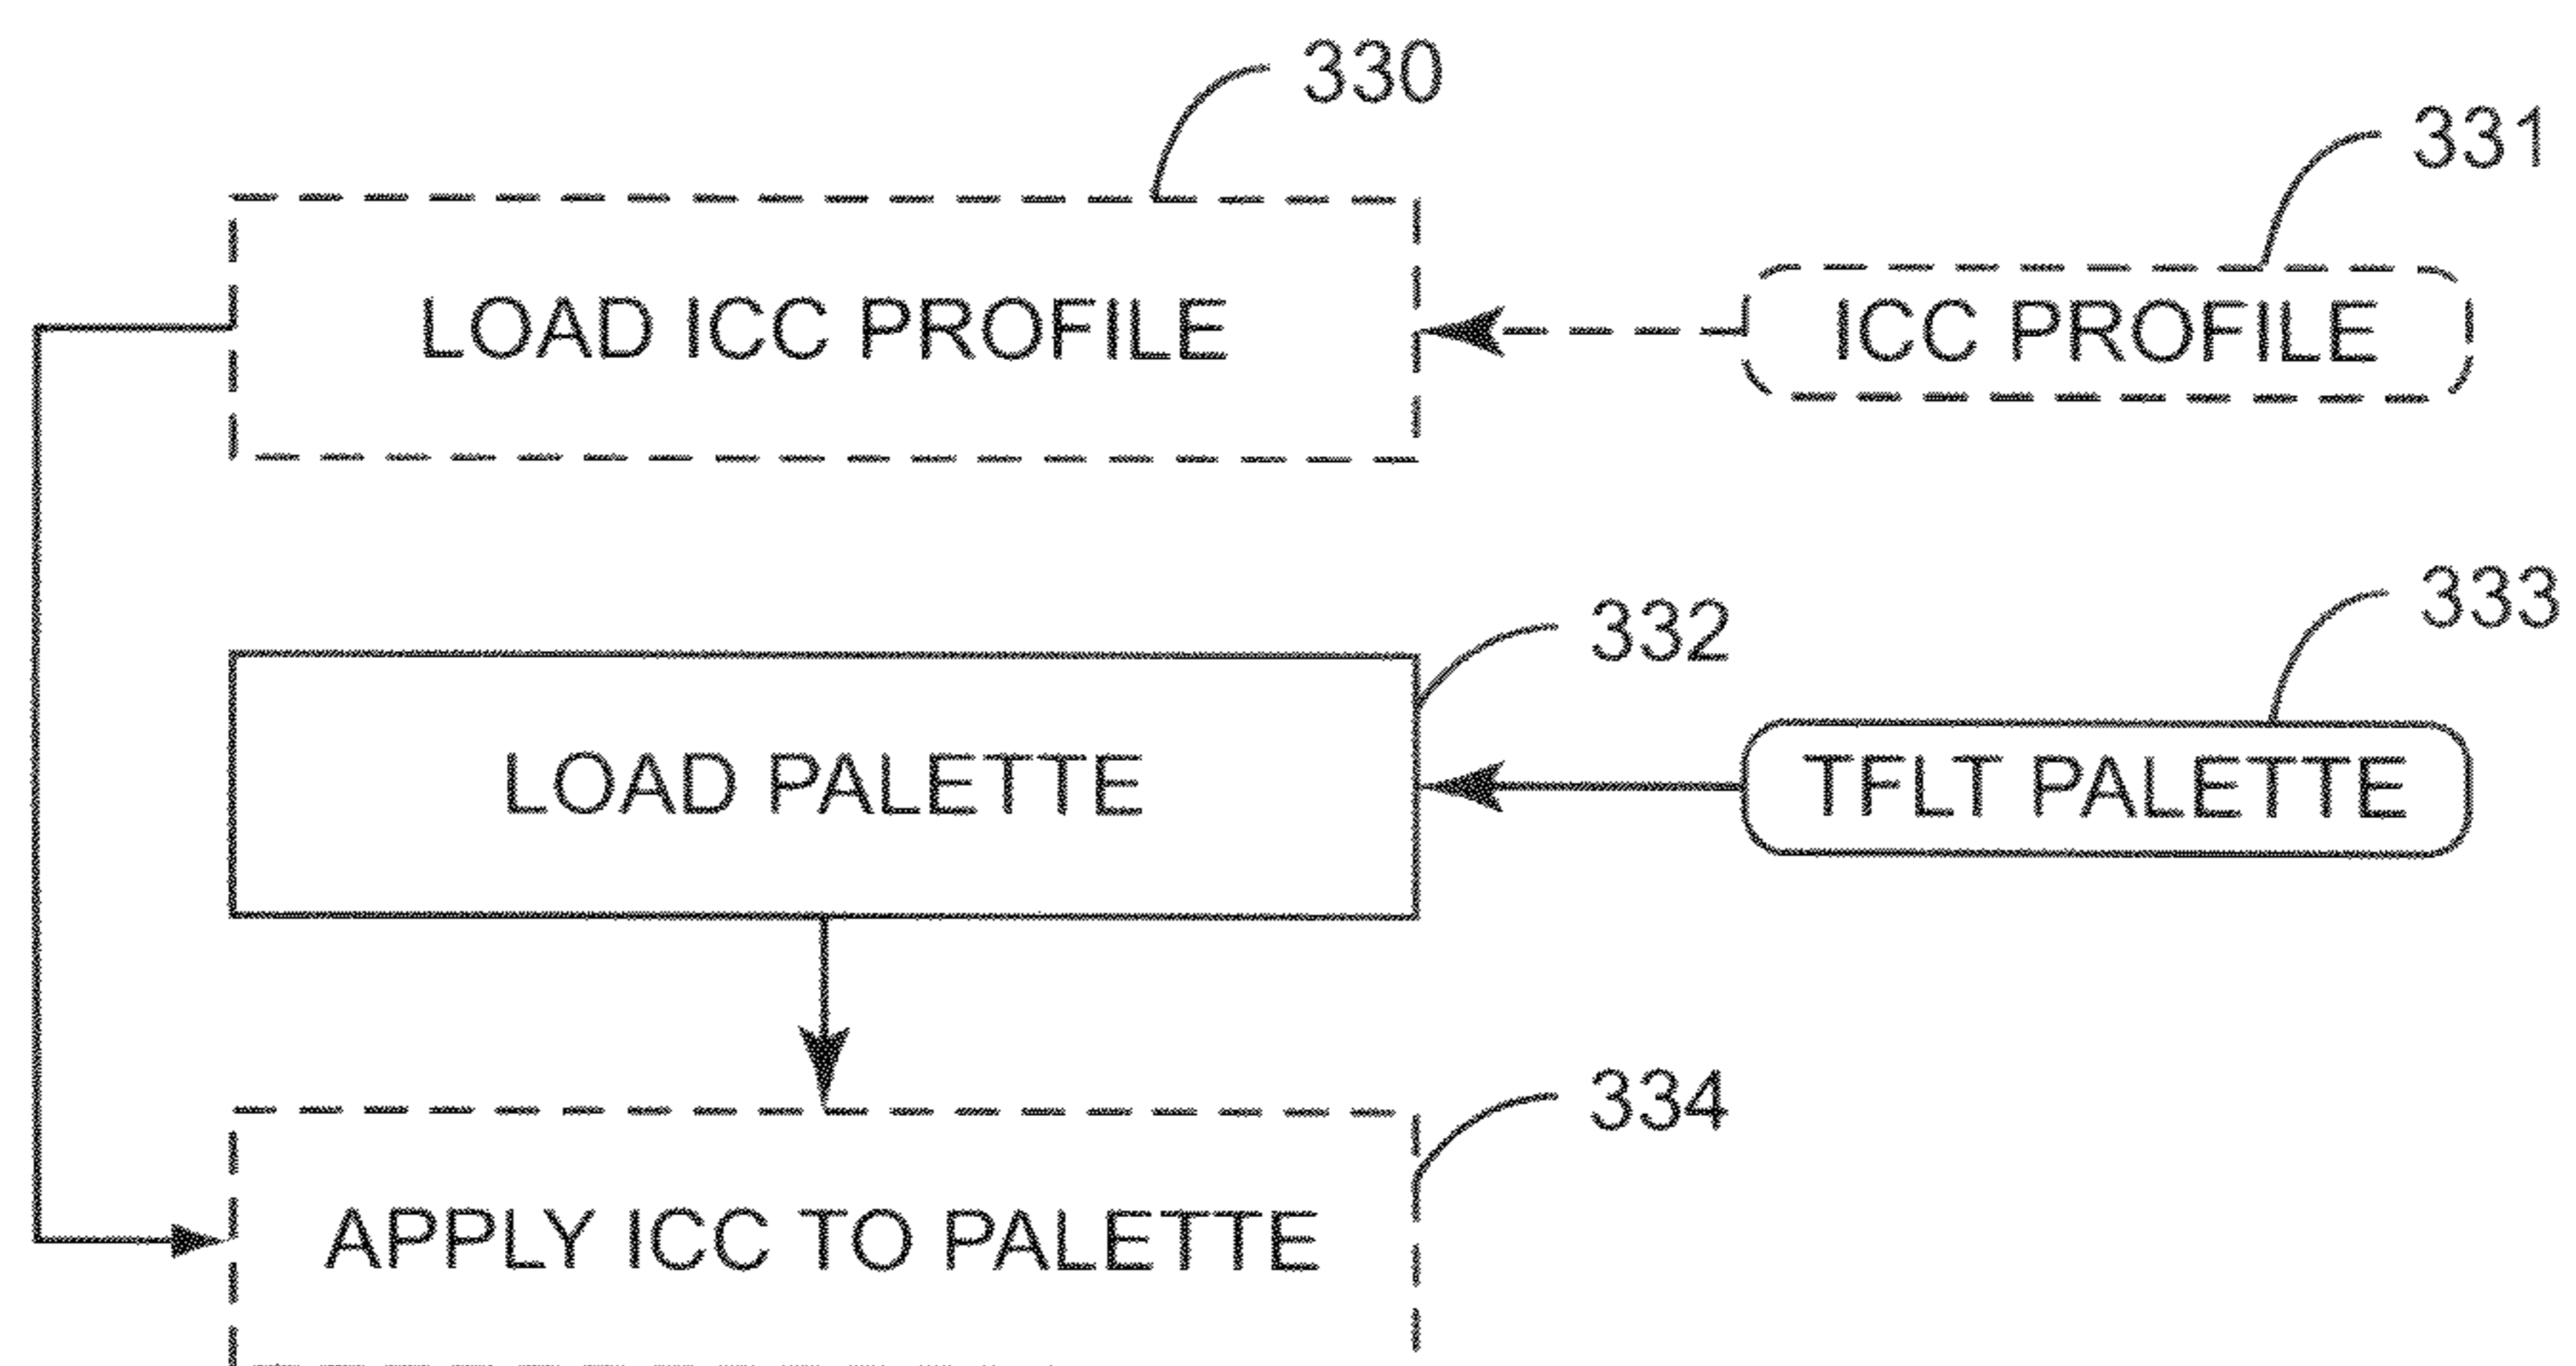 330
331
LOAD ICC PROFILE
ICC PROFILE
332
333
LOAD PALETTE
TFLT PALETTE
334
APPLY ICC TO PALETTE